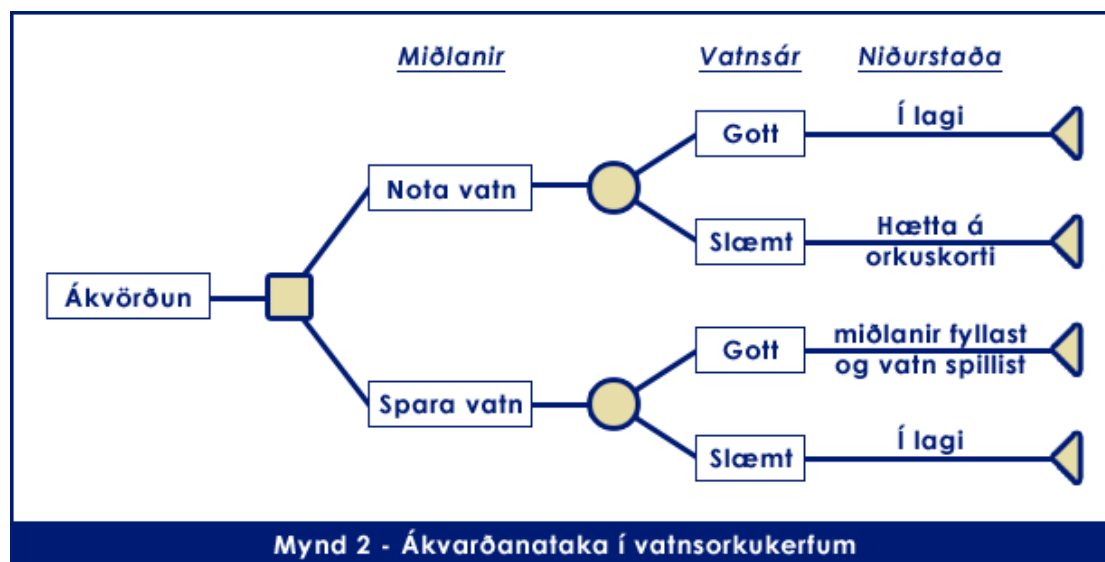 Miðlanir
Vatnsár
Niðurstaða
Ákvörðun
Nota vatn
Gott
Í lagi
Slæmt
Hætta á
orkuskorti
Spara vatn
Gott
miðlanir fyllast
og vatn spillist
Slæmt
Í lagi
Mynd 2 - Ákvarðanataka í vatnsorkukerfum